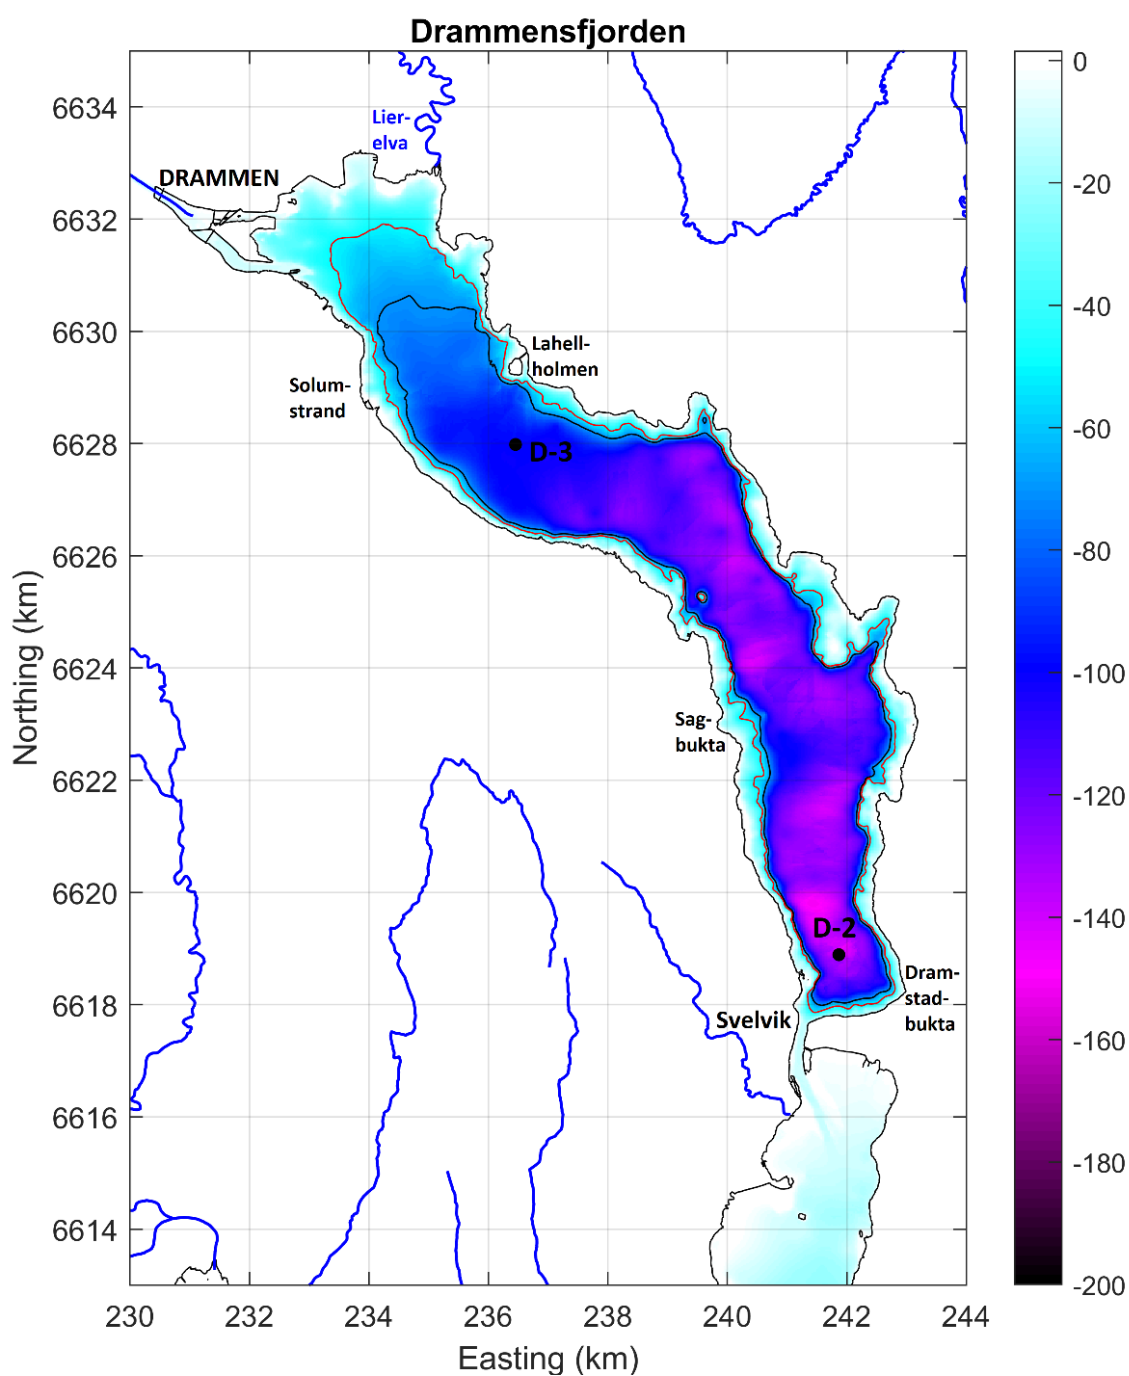 Drammensfjorden
Lier-
elva
DRAMMEN
Lahell-
holmen
Solum-
strand
D-3
Sag-
bukta
D-2
Dram-
stad-
bukta
Svelvik
6634
6632
6630
6628
6626
6624
6622
6620
6618
6616
6614
Northing (km)
230
232
234
236
238
240
242
244
Easting (km)
0
-20
-40
-60
-80
-100
-120
-140
-160
-180
-200